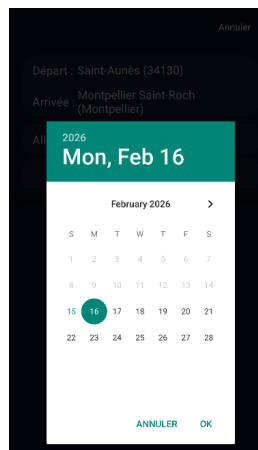 Annuler
Départ : Saint-Aunès (34130)
Arrivée : Montpellier Saint-Roch
(Montpellier)
All
2026
Mon, Feb 16
February 2026
S M T W T F S
1 2 3 4 5 6 7
8 9 10 11 12 13 14
15 16 17 18 19 20 21
22 23 24 25 26 27 28
ANNULER OK